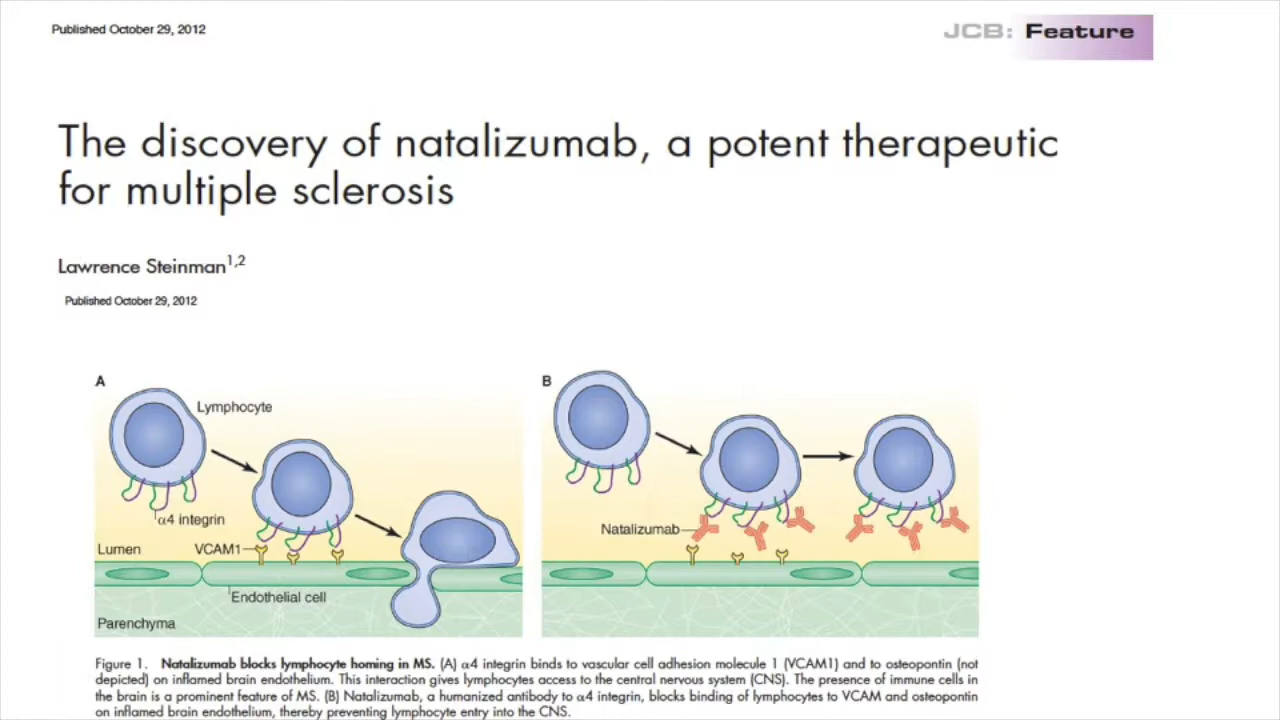 Published October 29, 2012
JCB: Feature
The discovery of natalizumab, a potent therapeutic
for multiple sclerosis
Lawrence Steinman1,2
Published October 29, 2012
A
Lymphocyte
α4 integrin
Lumen
VCAM1
Endothelial cell
Parenchyma
B
Natalizumab
Figure 1. Natalizumab blocks lymphocyte homing in MS. (A) α4 integrin binds to vascular cell adhesion molecule 1 (VCAM1) and to osteopontin (not
depicted) on inflamed brain endothelium. This interaction gives lymphocytes access to the central nervous system (CNS). The presence of immune cells in
the brain is a prominent feature of MS. (B) Natalizumab, a humanized antibody to α4 integrin, blocks binding of lymphocytes to VCAM and osteopontin
on inflamed brain endothelium, thereby preventing lymphocyte entry into the CNS.